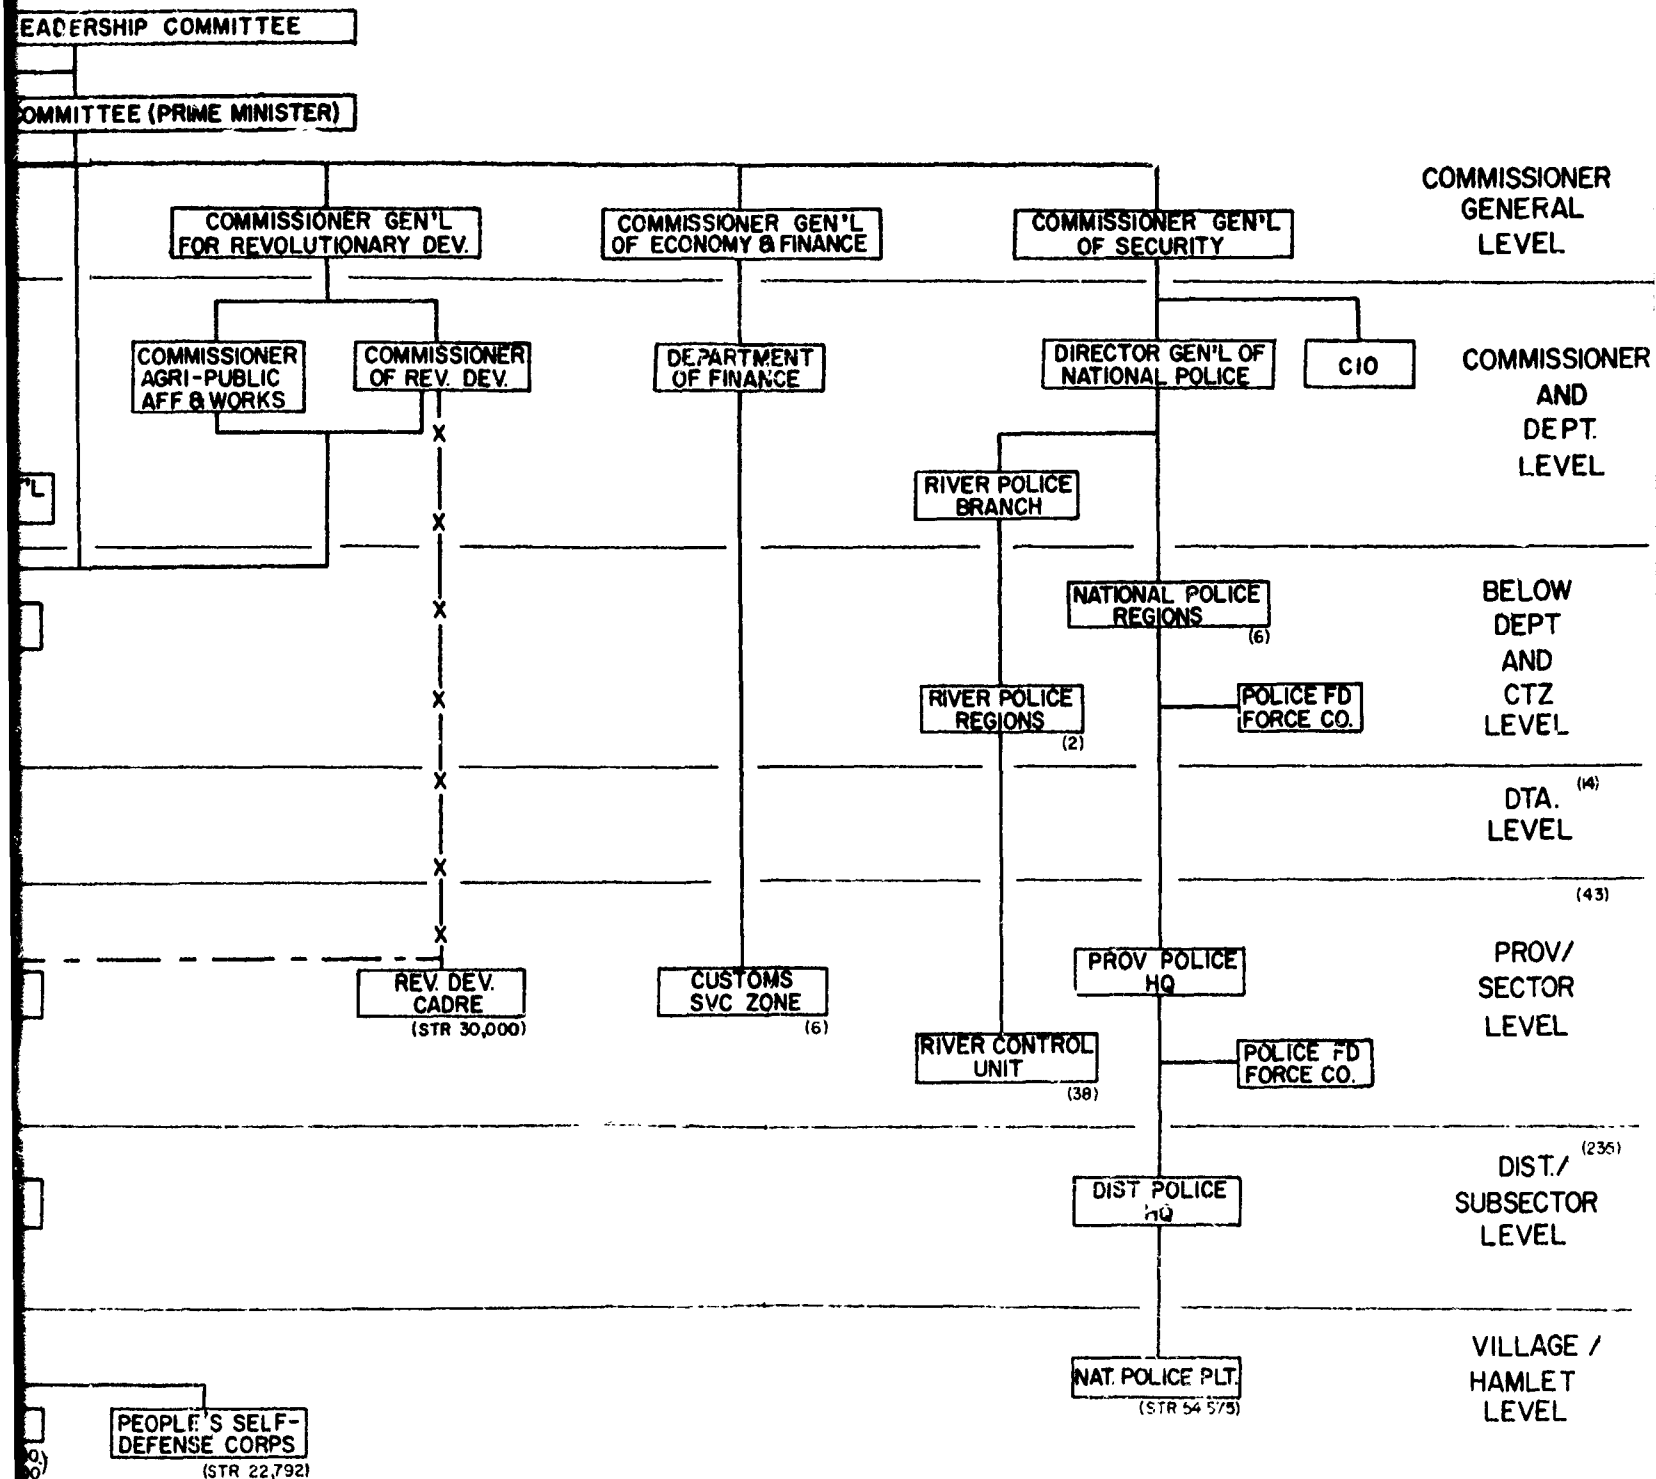 EADERSHIP COMMITTEE
OMMITTEE (PRIME MINISTER)
COMMISSIONER GEN'L
FOR REVOLUTIONARY DEV.
COMMISSIONER GEN'L
OF ECONOMY & FINANCE
COMMISSIONER GEN'L
OF SECURITY
COMMISSIONER
GENERAL
LEVEL
COMMISSIONER
AGRI-PUBLIC
AFF & WORKS
COMMISSIONER
OF REV. DEV.
DEPARTMENT
OF FINANCE
DIRECTOR GEN'L OF
NATIONAL POLICE
CIO
COMMISSIONER
AND
DEPT.
LEVEL
'L
RIVER POLICE
BRANCH
NATIONAL POLICE
REGIONS
(6)
RIVER POLICE
REGIONS
(2)
POLICE FD
FORCE CO.
BELOW
DEPT
AND
CTZ
LEVEL
DTA. (14)
LEVEL
(43)
REV. DEV.
CADRE
(STR 30,000)
CUSTOMS
SVC ZONE
(6)
PROV POLICE
HQ
RIVER CONTROL
UNIT
(38)
POLICE FD
FORCE CO.
PROV/
SECTOR
LEVEL
DIST POLICE
HQ
DIST./
SUBSECTOR
LEVEL
NAT. POLICE PLT.
VILLAGE /
HAMLET
LEVEL
PEOPLE'S SELF-
DEFENSE CORPS
(STR 22,792)